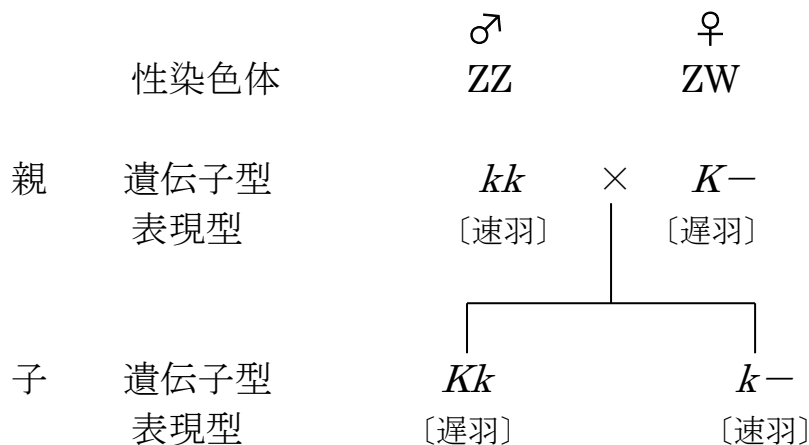 ♂ ♀
性染色体 ZZ ZW
親 遺伝子型 kk × K−
表現型 〔速羽〕 〔遅羽〕
子 遺伝子型 Kk k−
表現型 〔遅羽〕 〔速羽〕